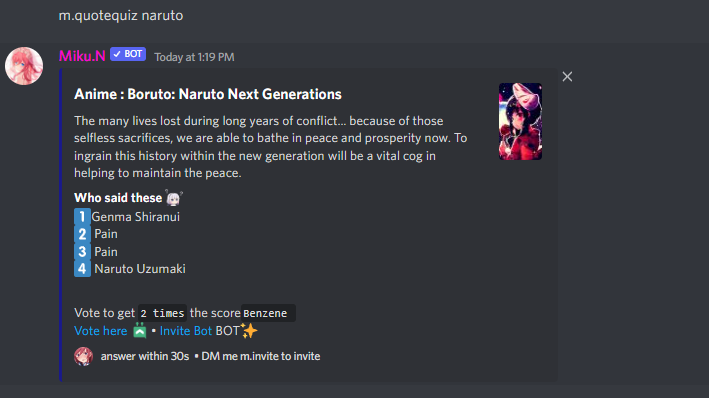 m.quotequiz naruto
Miku.N ✓ BOT Today at 1:19 PM
Anime : Boruto: Naruto Next Generations
The many lives lost during long years of conflict... because of those
selfless sacrifices, we are able to bathe in peace and prosperity now. To
ingrain this history within the new generation will be a vital cog in
helping to maintain the peace.
Who said these
1 Genma Shiranui
2 Pain
3 Pain
4 Naruto Uzumaki
Vote to get 2 times the score Benzene
Vote here • Invite Bot BOT✨
answer within 30s • DM me m.invite to invite